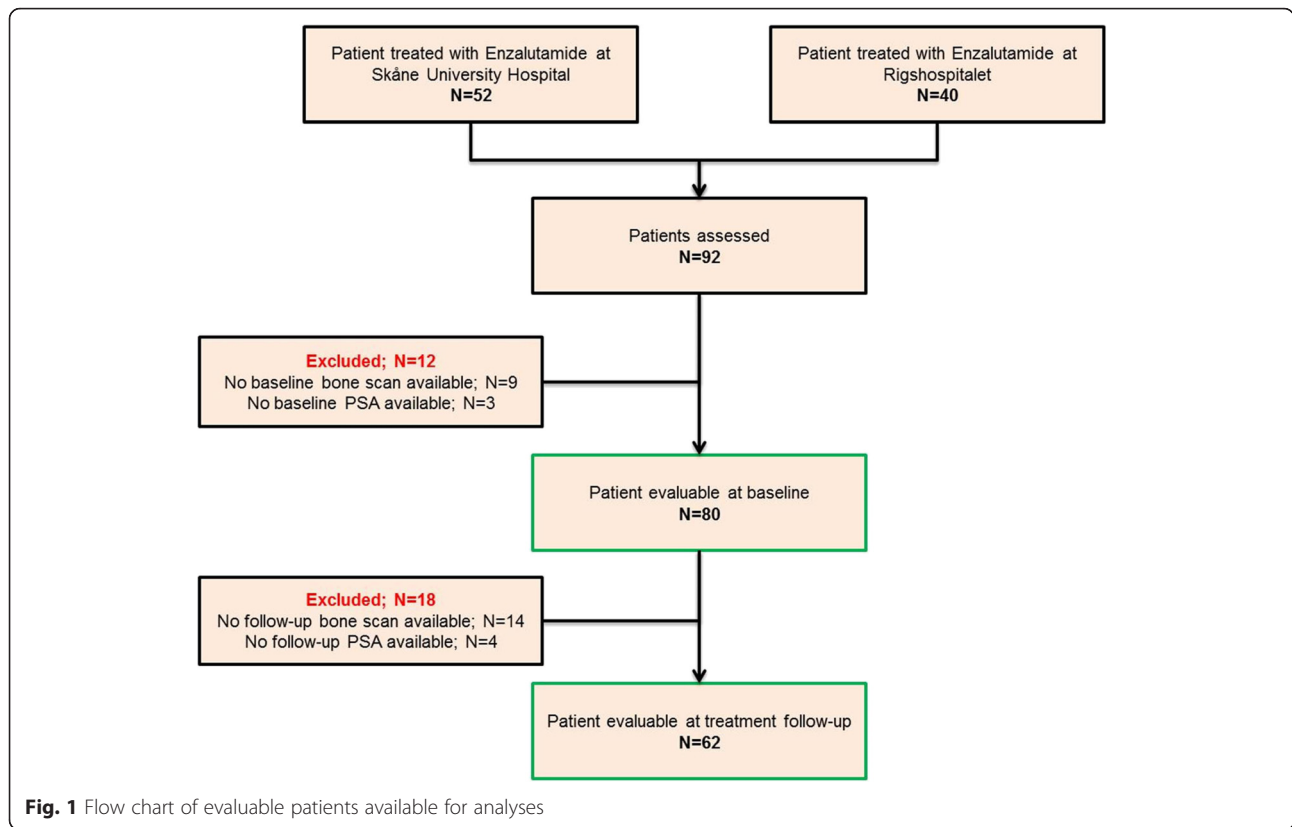 Patient treated with Enzalutamide at
Skåne University Hospital
N=52
Patient treated with Enzalutamide at
Rigshospitalet
N=40
Patients assessed
N=92
Excluded; N=12
No baseline bone scan available; N=9
No baseline PSA available; N=3
Patient evaluable at baseline
N=80
Excluded; N=18
No follow-up bone scan available; N=14
No follow-up PSA available; N=4
Patient evaluable at treatment follow-up
N=62
Fig. 1 Flow chart of evaluable patients available for analyses